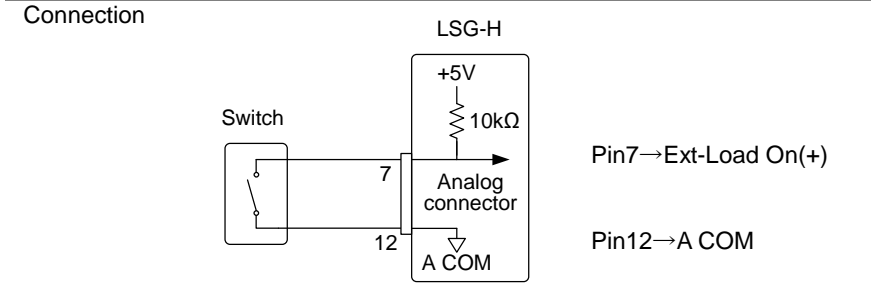 Connection
LSG-H
+5V
Switch
10kΩ
Pin7→Ext-Load On(+)
7
Analog
connector
Pin12→A COM
12
A COM